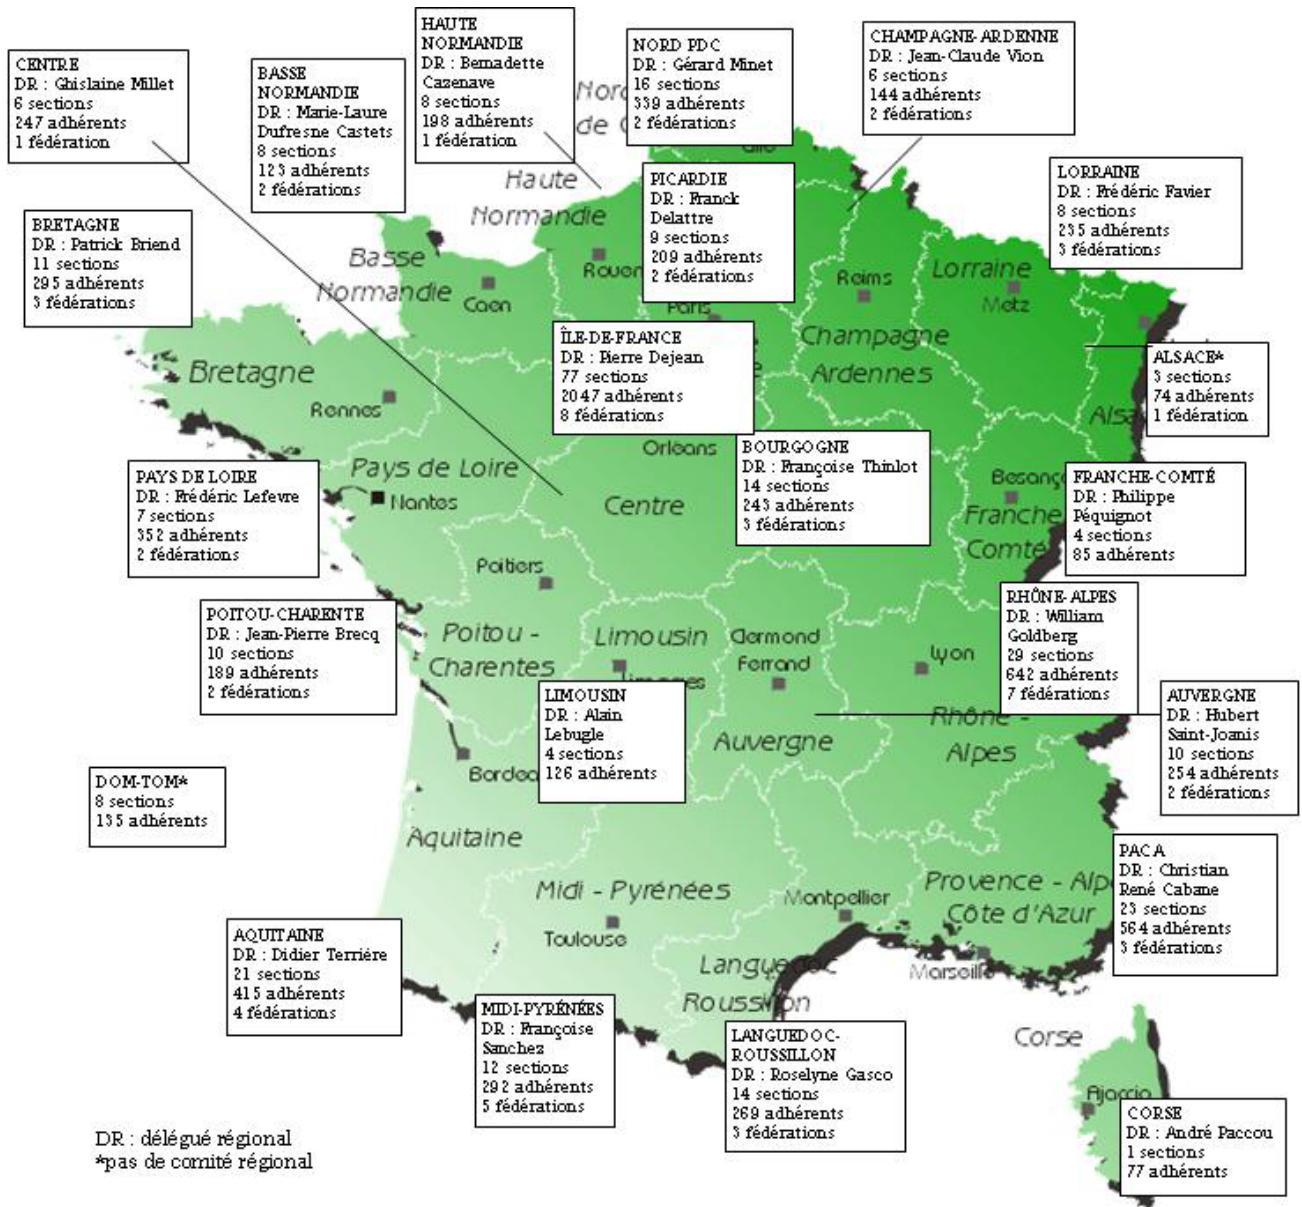 HAUTE
NORMANDIE
DR : Bernadette
Cazenave
8 sections
198 adhérents
1 fédération
NORD PDC
DR : Gérard Minet
16 sections
339 adhérents
2 fédérations
CHAMPAGNE-ARDENNE
DR : Jean-Claude Vion
6 sections
144 adhérents
2 fédérations
CENTRE
DR : Ghislaine Millet
6 sections
247 adhérents
1 fédération
BASSE
NORMANDIE
DR : Marie-Laure
Dufresne Castets
8 sections
123 adhérents
2 fédérations
PICARDIE
DR : Franck
Delattre
9 sections
209 adhérents
2 fédérations
LORRAINE
DR : Frédéric Favier
8 sections
235 adhérents
3 fédérations
BRETAGNE
DR : Patrick Briend
11 sections
295 adhérents
3 fédérations
Haute
Normandie
Basse
Normandie
Rouen
Caen
Paris
Reims
Lorraine
Metz
Champagne
Ardennes
ÎLE-DE-FRANCE
DR : Pierre Dejean
77 sections
2047 adhérents
8 fédérations
ALSACE*
3 sections
74 adhérents
1 fédération
Bretagne
Rennes
Orléans
BOURGOGNE
DR : Françoise Thinlot
14 sections
243 adhérents
3 fédérations
PAYS DE LOIRE
DR : Frédéric Lefevre
7 sections
352 adhérents
2 fédérations
Pays de Loire
Nantes
Centre
Franche
Comté
FRANCHE-COMTÉ
DR : Philippe
Péquignot
4 sections
85 adhérents
Poitiers
POITOU-CHARENTE
DR : Jean-Pierre Brecq
10 sections
189 adhérents
2 fédérations
Poitou -
Charentes
Limousin
Clermond
Ferrand
Lyon
RHÔNE-ALPES
DR : William
Goldberg
29 sections
642 adhérents
7 fédérations
LIMOUSIN
DR : Alain
Lebugle
4 sections
126 adhérents
Auvergne
Rhône -
Alpes
AUVERGNE
DR : Hubert
Saint-Joanis
10 sections
254 adhérents
2 fédérations
DOM-TOM*
8 sections
135 adhérents
Aquitaine
Midi - Pyrénées
Toulouse
Montpellier
Provence - Alp
Côte d'Azur
Marseille
PACA
DR : Christian
René Cabane
23 sections
564 adhérents
3 fédérations
AQUITAINE
DR : Didier Terrière
21 sections
415 adhérents
4 fédérations
Languedoc
Roussillon
MIDI-PYRÉNÉES
DR : Françoise
Sanchez
12 sections
292 adhérents
5 fédérations
LANGUEDOC-
ROUSSILLON
DR : Roselyne Gasco
14 sections
269 adhérents
3 fédérations
Corse
Ajaccio
CORSE
DR : André Paccou
1 sections
77 adhérents
DR : délégué régional
*pas de comité régional